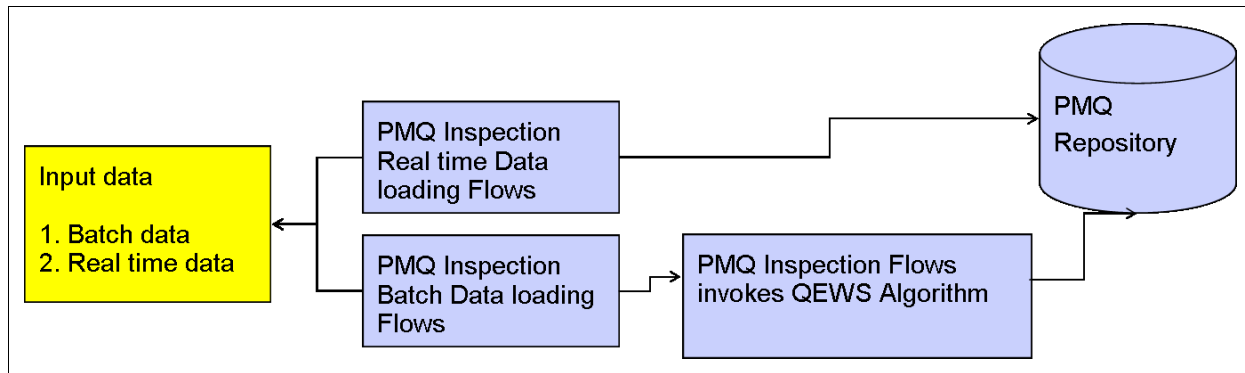 Input data
1. Batch data
2. Real time data
PMQ Inspection
Real time Data
loading Flows
PMQ Inspection
Batch Data loading
Flows
PMQ Inspection Flows
invokes QEWS Algorithm
PMQ
Repository